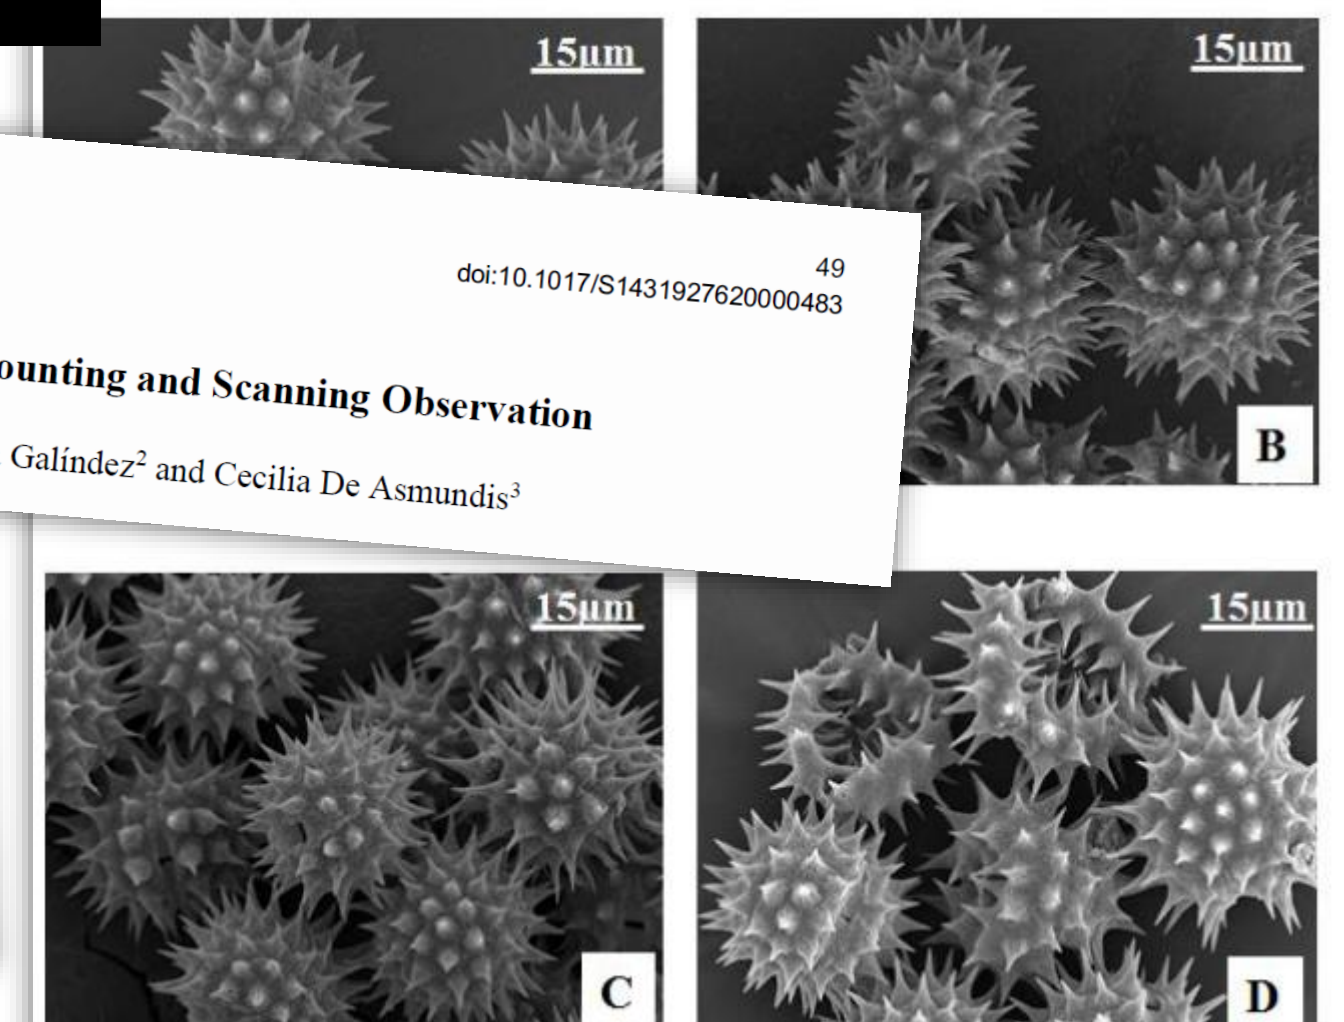 15µm
15µm
49
doi:10.1017/S1431927620000483
ounting and Scanning Observation
Galíndez² and Cecilia De Asmundis³
B
15µm
15µm
C
D